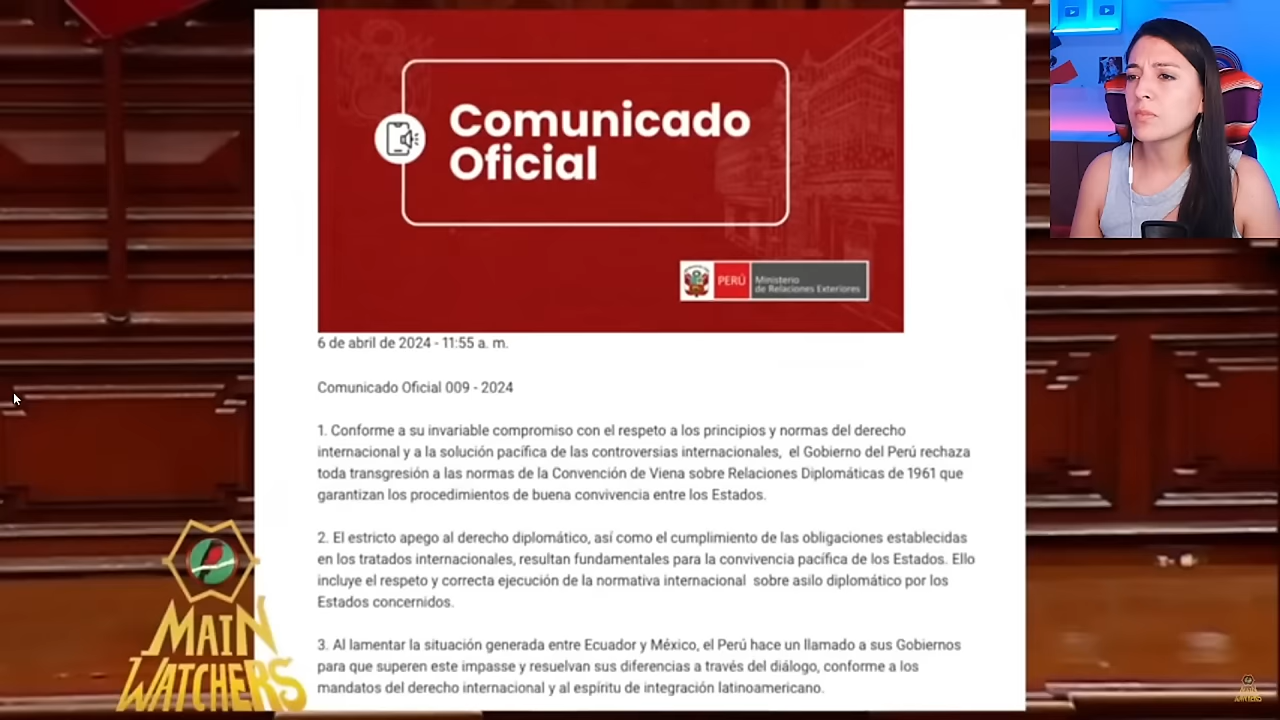 Comunicado
Oficial
PERÚ
Ministerio
de Relaciones Exteriores
6 de abril de 2024 - 11:55 a. m.
Comunicado Oficial 009 - 2024
1. Conforme a su invariable compromiso con el respeto a los principios y normas del derecho
internacional y a la solución pacífica de las controversias internacionales, el Gobierno del Perú rechaza
toda transgresión a las normas de la Convención de Viena sobre Relaciones Diplomáticas de 1961 que
garantizan los procedimientos de buena convivencia entre los Estados.
2. El estricto apego al derecho diplomático, así como el cumplimiento de las obligaciones establecidas
en los tratados internacionales, resultan fundamentales para la convivencia pacífica de los Estados. Ello
incluye el respeto y correcta ejecución de la normativa internacional sobre asilo diplomático por los
Estados concernidos.
3. Al lamentar la situación generada entre Ecuador y México, el Perú hace un llamado a sus Gobiernos
para que superen este impasse y resuelvan sus diferencias a través del diálogo, conforme a los
mandatos del derecho internacional y al espíritu de integración latinoamericano.
MAIN
WATCHERS
MAIN
WATCHERS